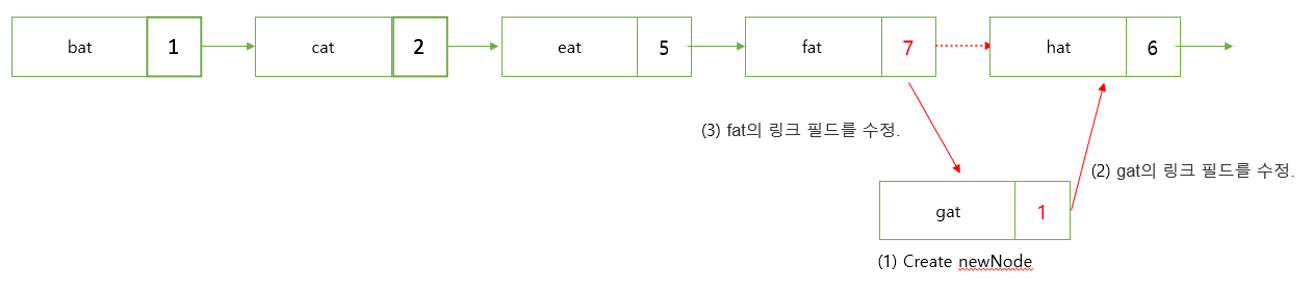 bat 1 cat 2 eat 5 fat 7 hat 6
(3) fat의 링크 필드를 수정.
(2) gat의 링크 필드를 수정.
gat 1
(1) Create newNode